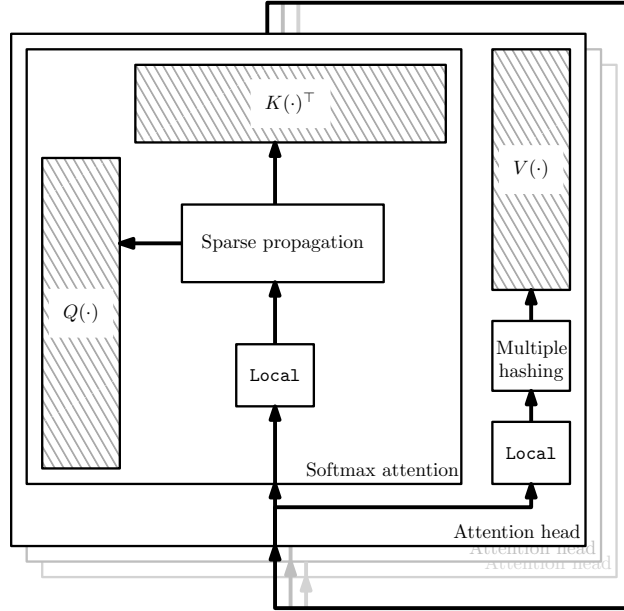 K(·)⊤
V(·)
Sparse propagation
Q(·)
Multiple
hashing
Local
Local
Softmax attention
Attention head
Attention head
Attention head